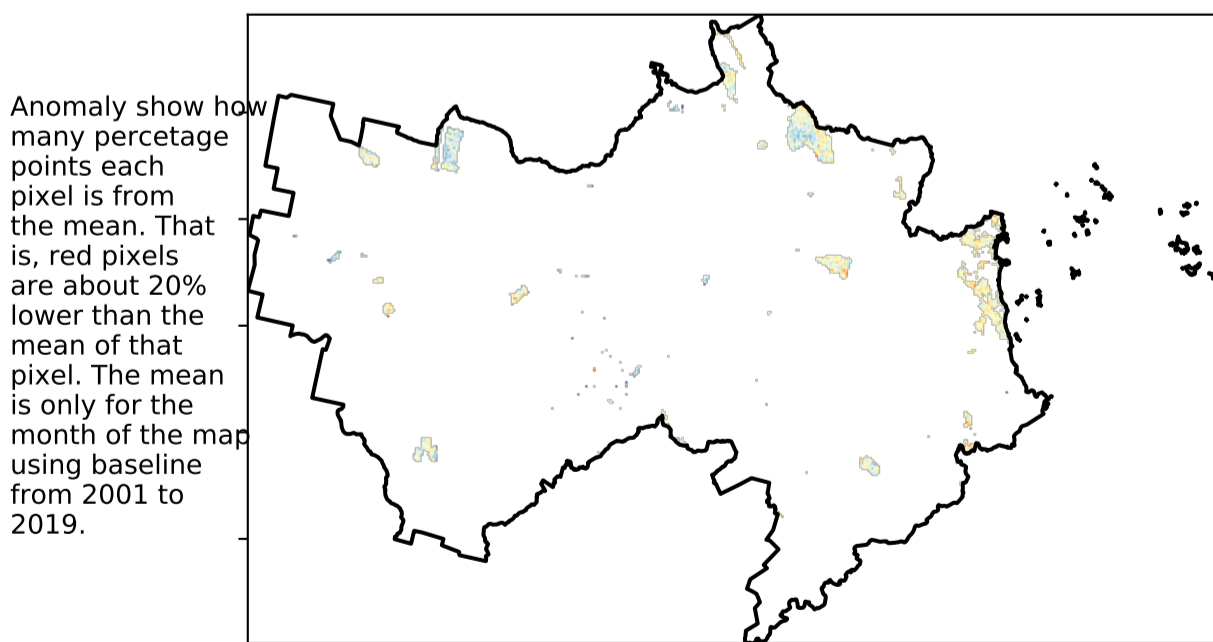 Anomaly show how
many percetage
points each
pixel is from
the mean. That
is, red pixels
are about 20%
lower than the
mean of that
pixel. The mean
is only for the
month of the map
using baseline
from 2001 to
2019.